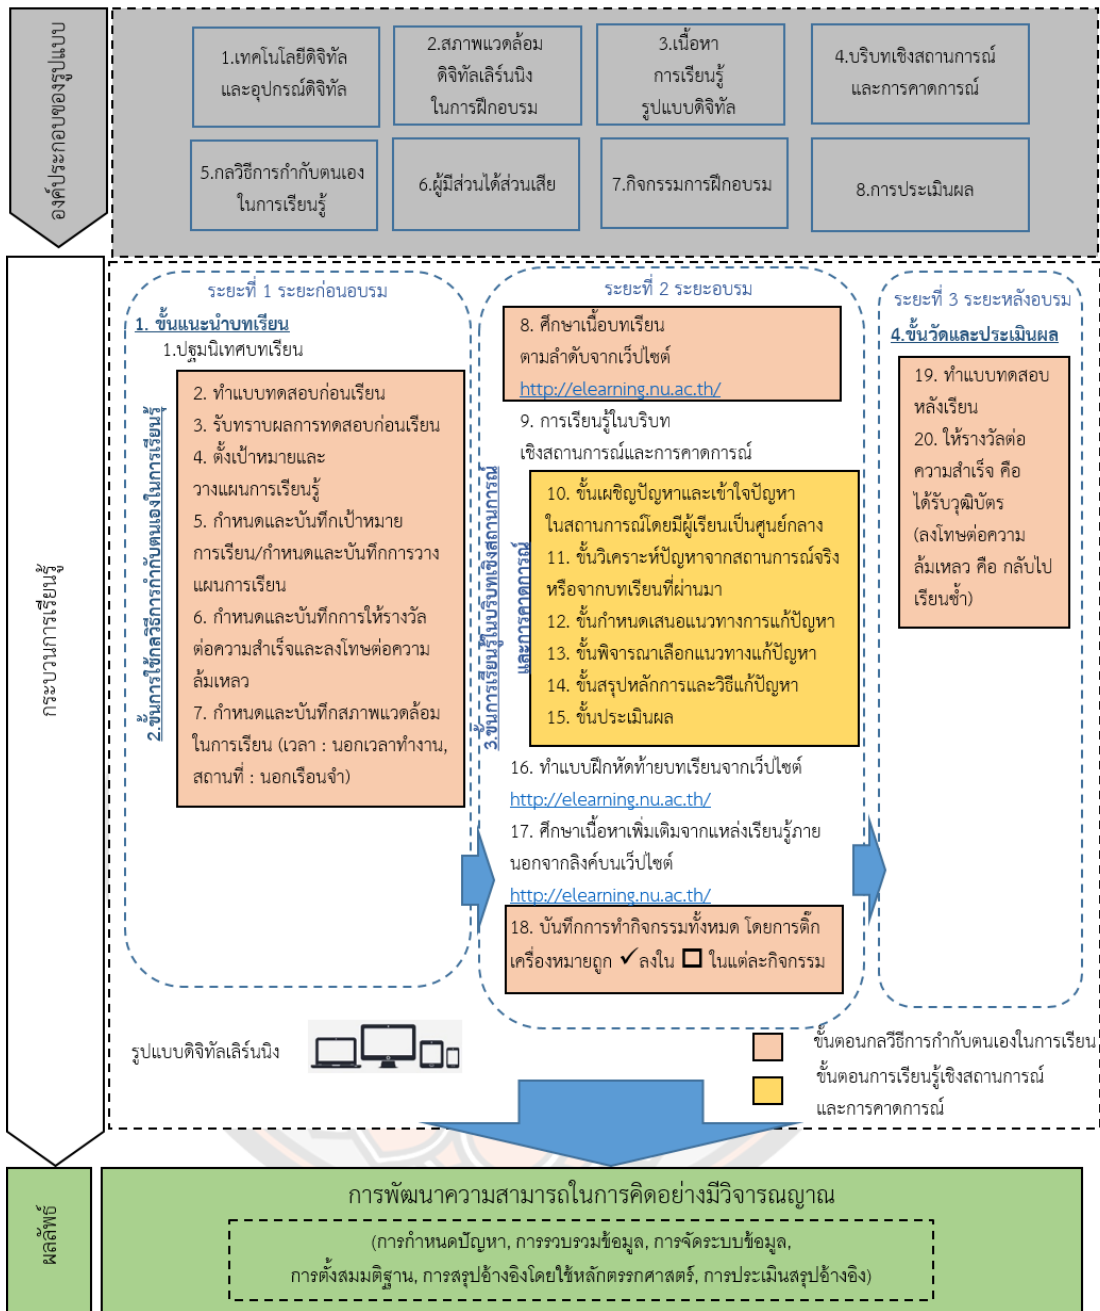 องค์ประกอบของรูปแบบ
1.เทคโนโลยีดิจิทัล
และอุปกรณ์ดิจิทัล
2.สภาพแวดล้อม
ดิจิทัลเลิร์นนิง
ในการฝึกอบรม
3.เนื้อหา
การเรียนรู้
รูปแบบดิจิทัล
4.บริบทเชิงสถานการณ์
และการคาดการณ์
5.กลวิธีการกำกับตนเอง
ในการเรียนรู้
6.ผู้มีส่วนได้ส่วนเสีย
7.กิจกรรมการฝึกอบรม
8.การประเมินผล
กระบวนการเรียนรู้
ระยะที่ 1 ระยะก่อนอบรม
1. ขั้นแนะนำบทเรียน
1.ปฐมนิเทศบทเรียน
2.ขั้นการใช้กลวิธีการกำกับตนเองในการเรียนรู้
2. ทำแบบทดสอบก่อนเรียน
3. รับทราบผลการทดสอบก่อนเรียน
4. ตั้งเป้าหมายและ
วางแผนการเรียนรู้
5. กำหนดและบันทึกเป้าหมาย
การเรียน/กำหนดและบันทึกการวาง
แผนการเรียน
6. กำหนดและบันทึกการให้รางวัล
ต่อความสำเร็จและลงโทษต่อความ
ล้มเหลว
7. กำหนดและบันทึกสภาพแวดล้อม
ในการเรียน (เวลา : นอกเวลาทำงาน,
สถานที่ : นอกเรือนจำ)
ระยะที่ 2 ระยะอบรม
8. ศึกษาเนื้อบทเรียน
ตามลำดับจากเว็ปไซต์
http://elearning.nu.ac.th/
9. การเรียนรู้ในบริบท
เชิงสถานการณ์และการคาดการณ์
3.ขั้นการเรียนรู้ในบริบทเชิงสถานการณ์
และการคาดการณ์
10. ขั้นเผชิญปัญหาและเข้าใจปัญหา
ในสถานการณ์โดยมีผู้เรียนเป็นศูนย์กลาง
11. ขั้นวิเคราะห์ปัญหาจากสถานการณ์จริง
หรือจากบทเรียนที่ผ่านมา
12. ขั้นกำหนดเสนอแนวทางการแก้ปัญหา
13. ขั้นพิจารณาเลือกแนวทางแก้ปัญหา
14. ขั้นสรุปหลักการและวิธีแก้ปัญหา
15. ขั้นประเมินผล
16. ทำแบบฝึกหัดท้ายบทเรียนจากเว็ปไซต์
http://elearning.nu.ac.th/
17. ศึกษาเนื้อหาเพิ่มเติมจากแหล่งเรียนรู้ภาย
นอกจากลิงค์บนเว็ปไซต์
http://elearning.nu.ac.th/
18. บันทึกการทำกิจกรรมทั้งหมด โดยการติ๊ก
เครื่องหมายถูก ✓ลงใน □ ในแต่ละกิจกรรม
ระยะที่ 3 ระยะหลังอบรม
4.ขั้นวัดและประเมินผล
19. ทำแบบทดสอบ
หลังเรียน
20. ให้รางวัลต่อ
ความสำเร็จ คือ
ได้รับวุฒิบัตร
(ลงโทษต่อความ
ล้มเหลว คือ กลับไป
เรียนซ้ำ)
รูปแบบดิจิทัลเลิร์นนิง
ขั้นตอนกลวีธีการกำกับตนเองในการเรียน
ขั้นตอนการเรียนรู้เชิงสถานการณ์
และการคาดการณ์
ผลลัพธ์
การพัฒนาความสามารถในการคิดอย่างมีวิจารณญาณ
(การกำหนดปัญหา, การรวบรวมข้อมูล, การจัดระบบข้อมูล,
การตั้งสมมติฐาน, การสรุปอ้างอิงโดยใช้หลักตรรกศาสตร์, การประเมินสรุปอ้างอิง)